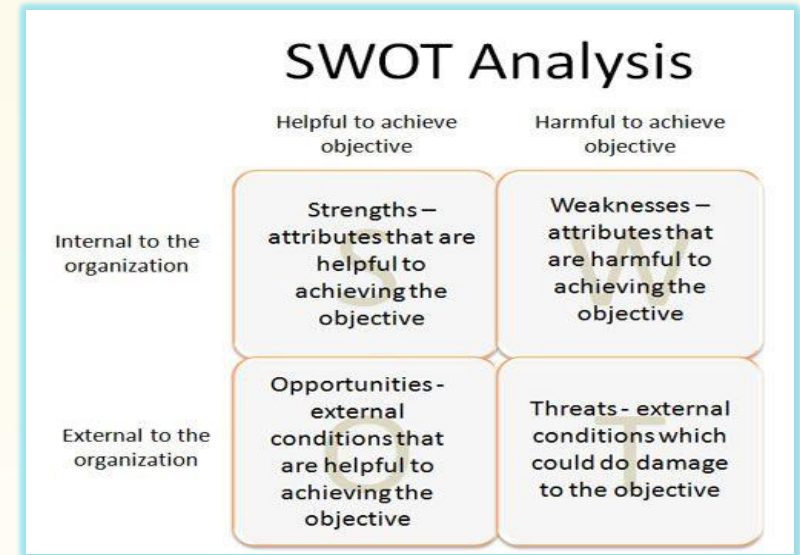 SWOT Analysis
Helpful to achieve
objective
Harmful to achieve
objective
Internal to the
organization
Strengths –
attributes that are
helpful to
achieving the
objective
Weaknesses –
attributes that
are harmful to
achieving the
objective
External to the
organization
Opportunities -
external
conditions that
are helpful to
achieving the
objective
Threats - external
conditions which
could do damage
to the objective
S
W
O
T